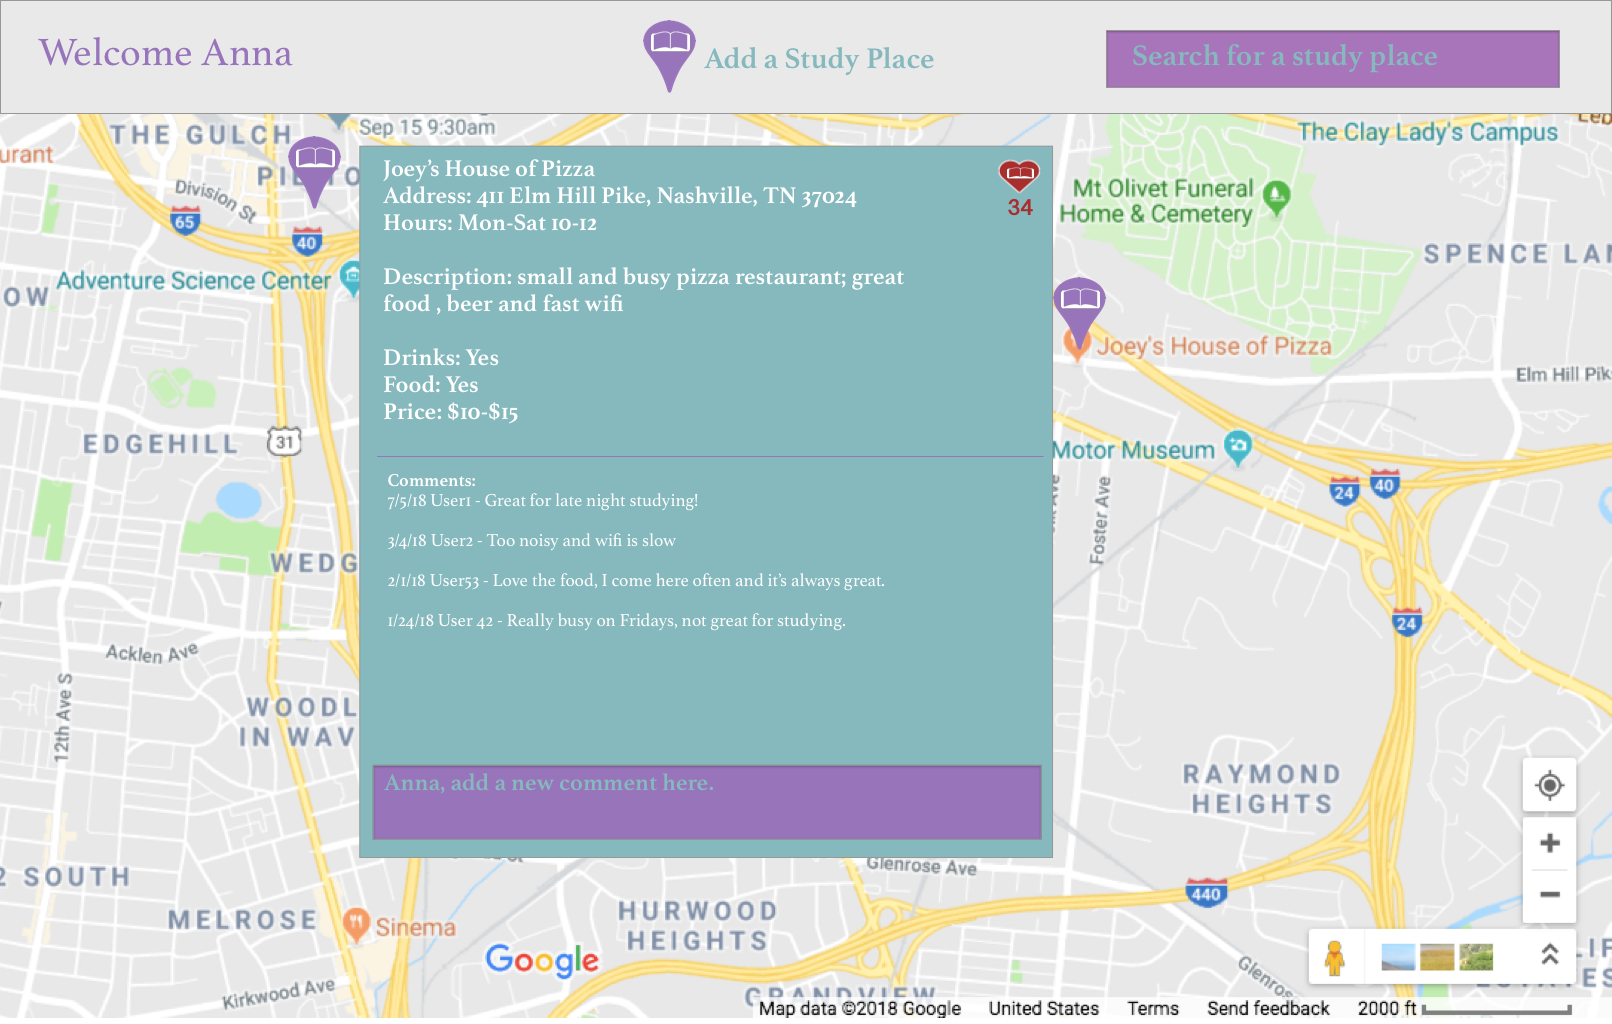 Welcome Anna
Add a Study Place
Search for a study place
Sep 15 9:30am
THE GULCH
The Clay Lady's Campus
Division St
65
40
Adventure Science Center
Mt Olivet Funeral
Home & Cemetery
SPENCE LAN
Joey's House of Pizza
Elm Hill Pik
Joey's House of Pizza
Address: 411 Elm Hill Pike, Nashville, TN 37024
Hours: Mon-Sat 10-12
34
Description: small and busy pizza restaurant; great
food , beer and fast wifi
Drinks: Yes
Food: Yes
Price: $10-$15
Comments:
7/5/18 User1 - Great for late night studying!
3/4/18 User2 - Too noisy and wifi is slow
2/1/18 User53 - Love the food, I come here often and it's always great.
1/24/18 User 42 - Really busy on Fridays, not great for studying.
Anna, add a new comment here.
EDGEHILL
31
Motor Museum
24
40
Foster Ave
WEDG
24
Acklen Ave
12th Ave S
WOODL
IN WAV
RAYMOND
HEIGHTS
2 SOUTH
Glenrose Ave
440
MELROSE
Sinema
HURWOOD
HEIGHTS
Google
Kirkwood Ave
Glenros
GRANDVIEW
Map data ©2018 Google
United States
Terms
Send feedback
2000 ft